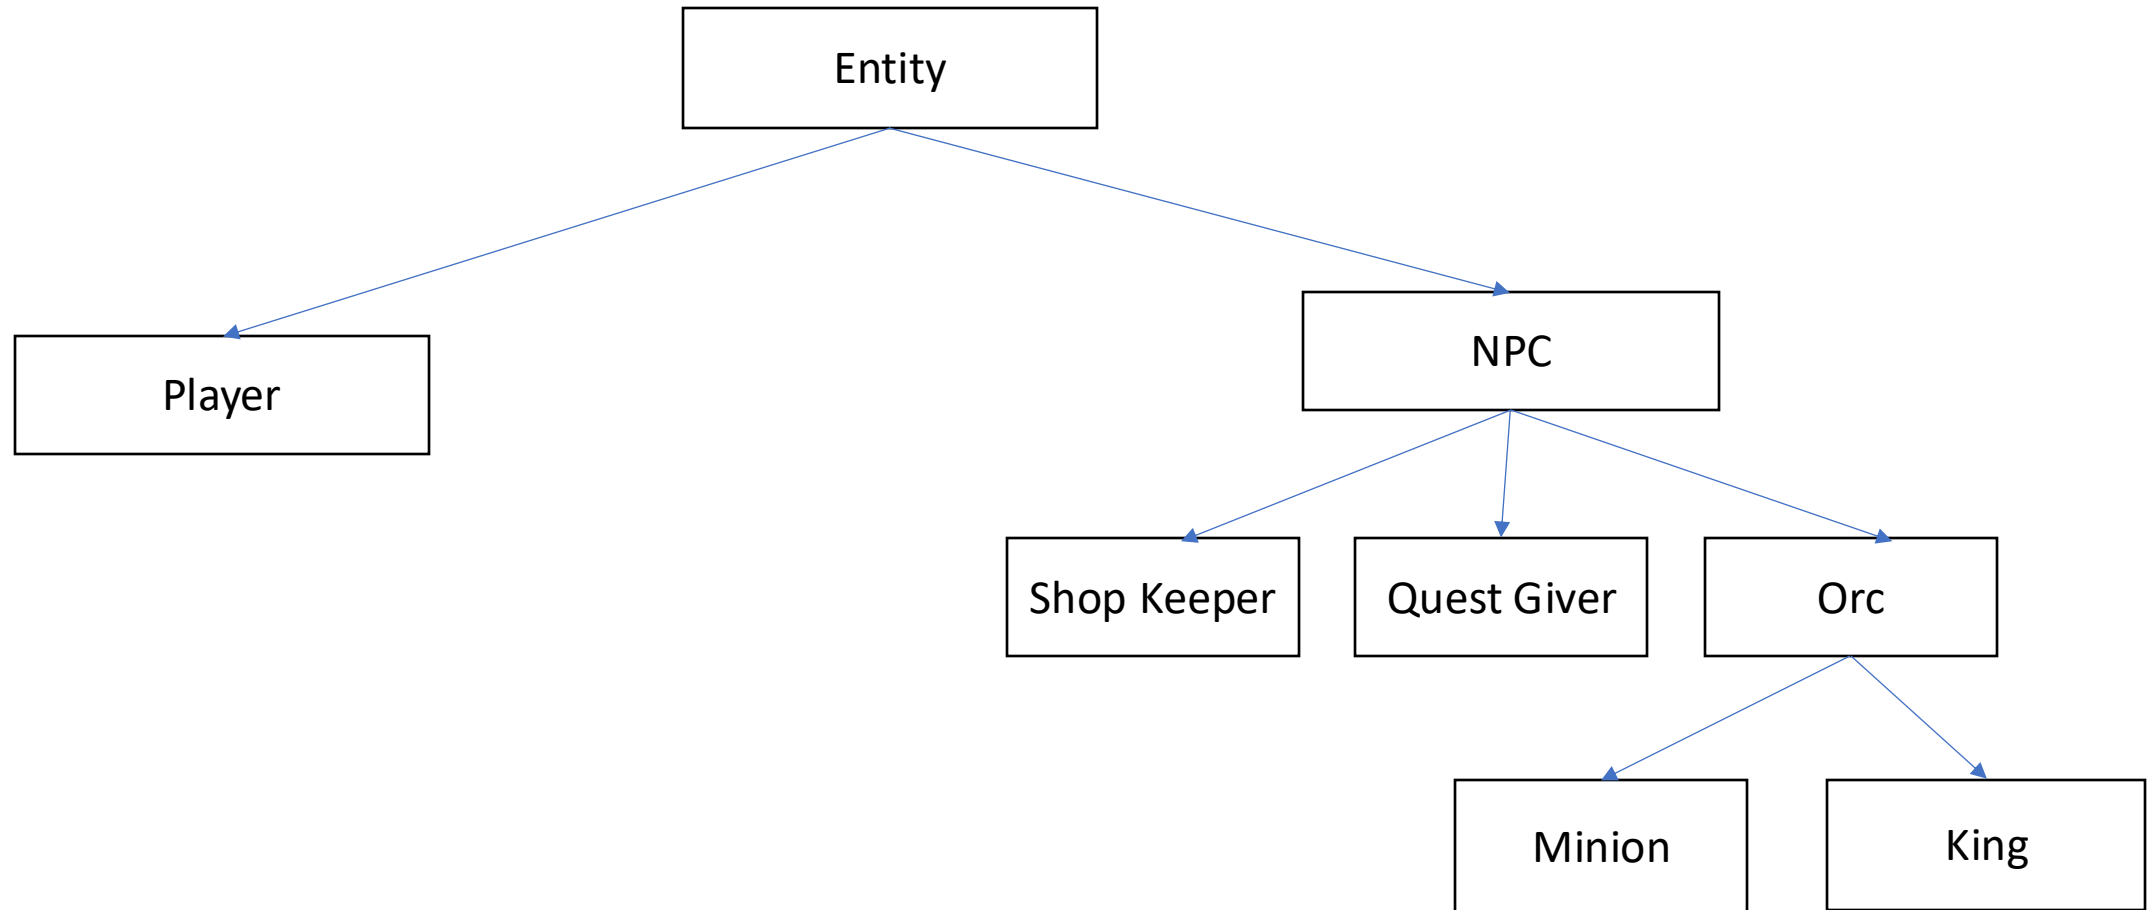 Entity
NPC
Player
Shop Keeper
Quest Giver
Orc
Minion
King